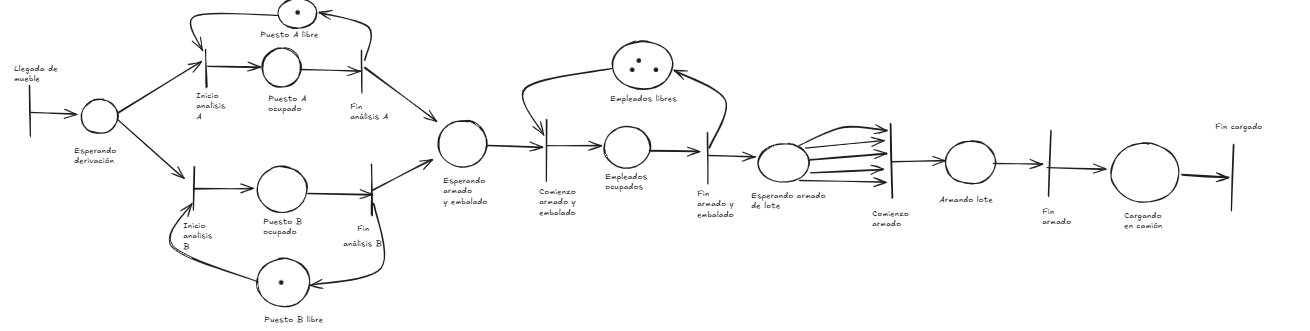 Llegada de
mueble
Esperando
derivación
Puesto A libre
Inicio
analisis
A
Puesto A
ocupado
Fin
análisis A
Inicio
analisis
B
Puesto B
ocupado
Fin
análisis B
Puesto B libre
Esperando
armado
y embalado
Empleados libres
Comienzo
armado y
embalado
Empleados
ocupados
Fin
armado y
embalado
Esperando armado
de lote
Comienzo
armado
Armando lote
Fin
armado
Cargando
en camión
Fin cargado